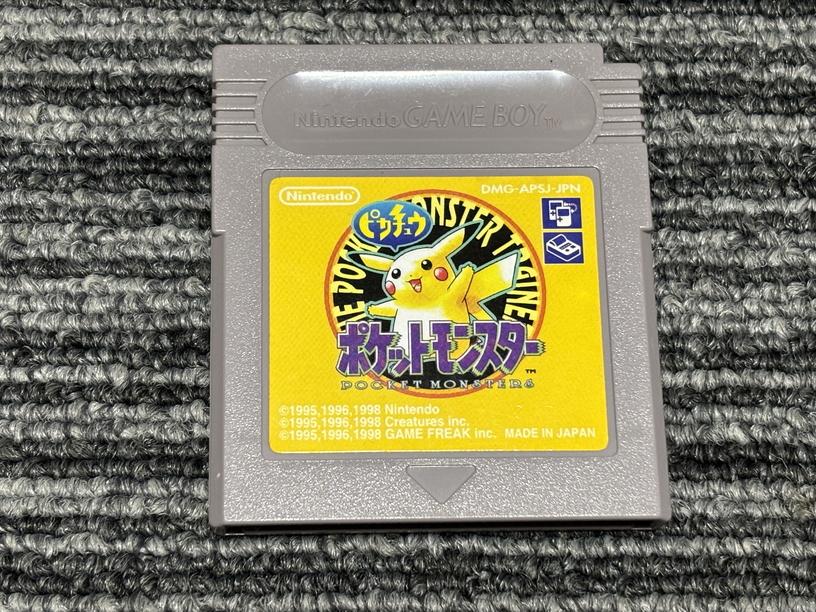 Nintendo GAME BOY TM
Nintendo
DMG-APSJ-JPN
ピカチュウ
MONSTER
ポケットモンスター
TM
POCKET MONSTERS
©1995,1996,1998 Nintendo
©1995,1996,1998 Creatures inc.
©1995,1996,1998 GAME FREAK inc. MADE IN JAPAN